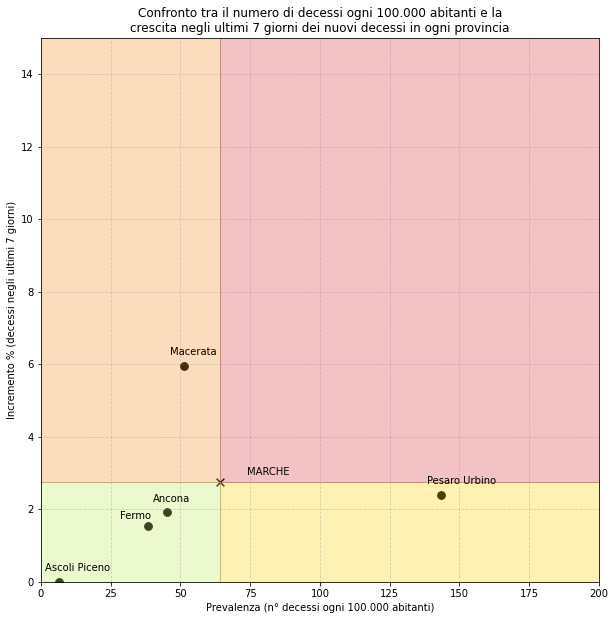 Confronto tra il numero di decessi ogni 100.000 abitanti e la
crescita negli ultimi 7 giorni dei nuovi decessi in ogni provincia
Incremento % (decessi negli ultimi 7 giorni)
14
12
10
8
6
4
2
0
Macerata
MARCHE
Pesaro Urbino
Ancona
Fermo
Ascoli Piceno
0 25 50 75 100 125 150 175 200
Prevalenza (n° decessi ogni 100.000 abitanti)